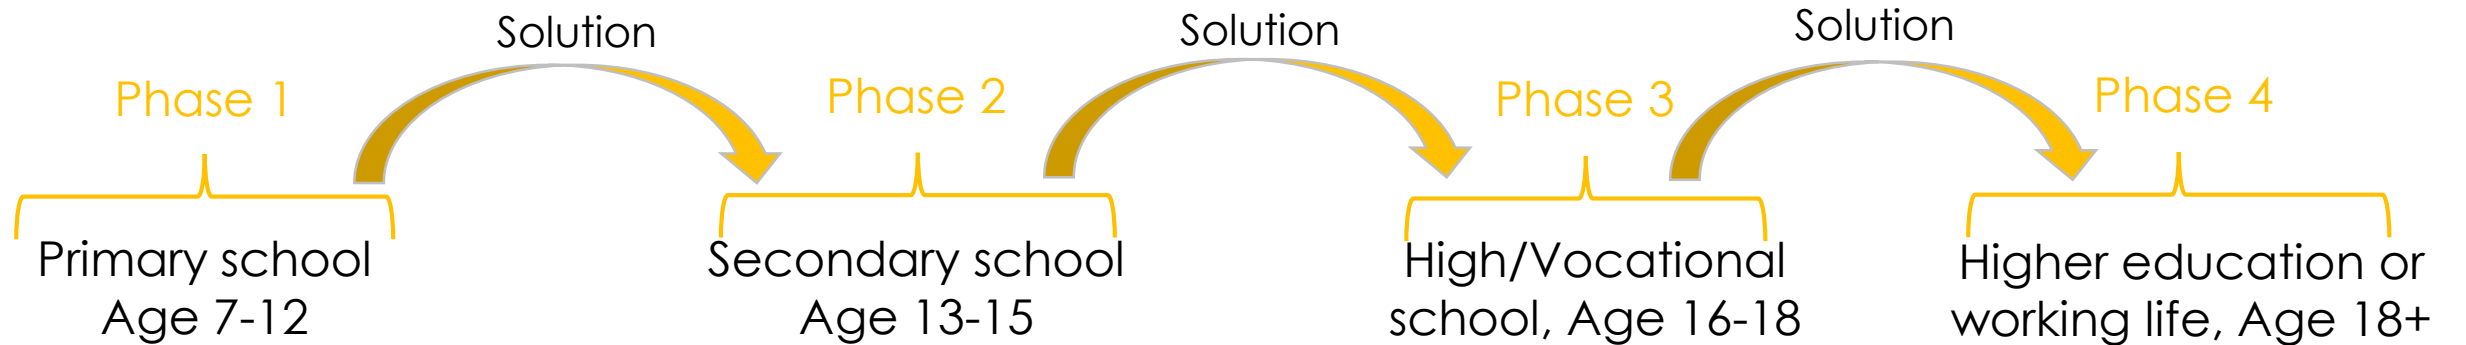 Solution
Solution
Solution
Phase 1
Phase 2
Phase 3
Phase 4
Primary school
Age 7-12
Secondary school
Age 13-15
High/Vocational
school, Age 16-18
Higher education or
working life, Age 18+